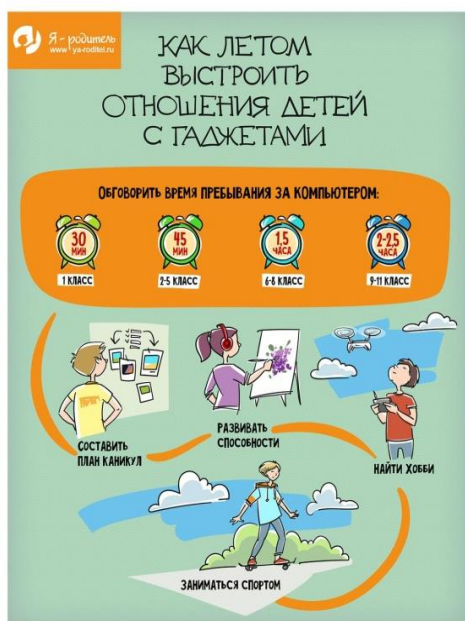 Я - родитель
www.ya-roditel.ru
КАК ЛЕТОМ
ВЫСТРОИТЬ
ОТНОШЕНИЯ ДЕТЕЙ
С ГАДЖЕТАМИ
ОБГОВОРИТЬ ВРЕМЯ ПРЕБЫВАНИЯ ЗА КОМПЬЮТЕРОМ:
30
МИН
1 КЛАСС
45
МИН
2-5 КЛАСС
1,5
ЧАСА
6-8 КЛАСС
2-2,5
ЧАСА
9-11 КЛАСС
СОСТАВИТЬ
ПЛАН КАНИКУЛ
РАЗВИВАТЬ
СПОСОБНОСТИ
НАЙТИ ХОББИ
ЗАНИМАТЬСЯ СПОРТОМ